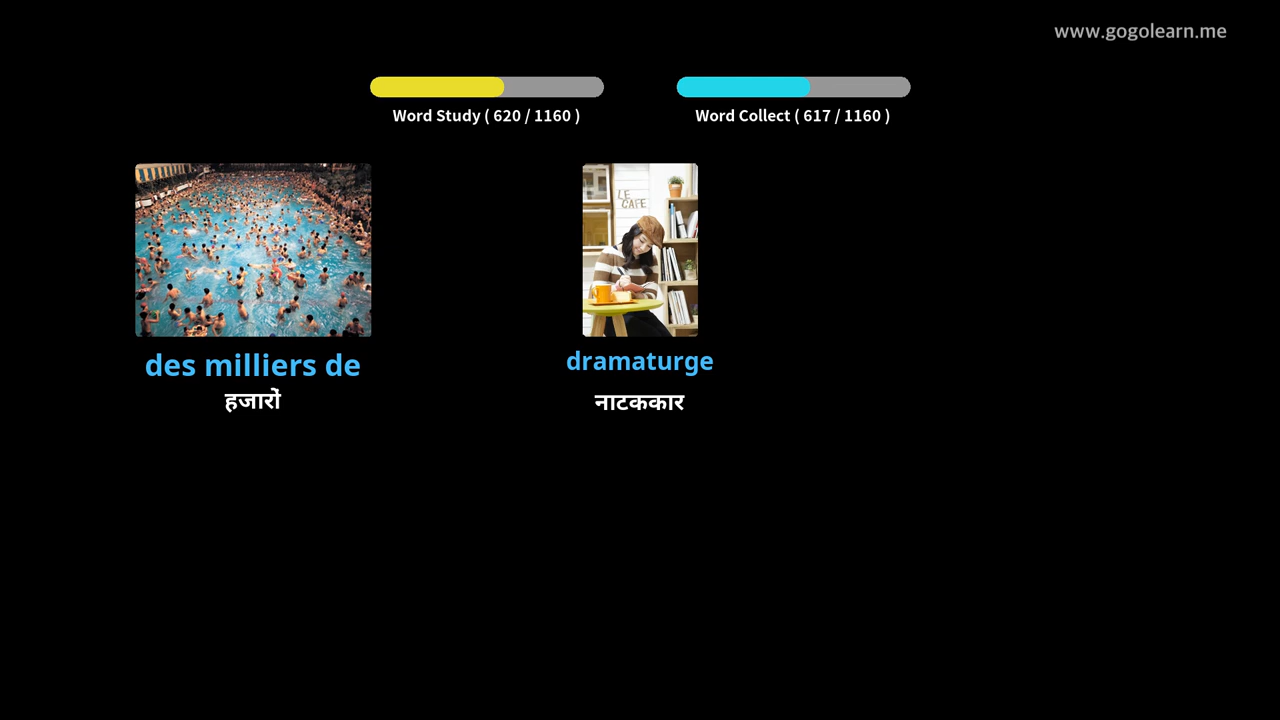 www.gogolearn.me
Word Study ( 620 / 1160 )
Word Collect ( 617 / 1160 )
LE
CAFE
des milliers de
हजारों
dramaturge
नाटककार